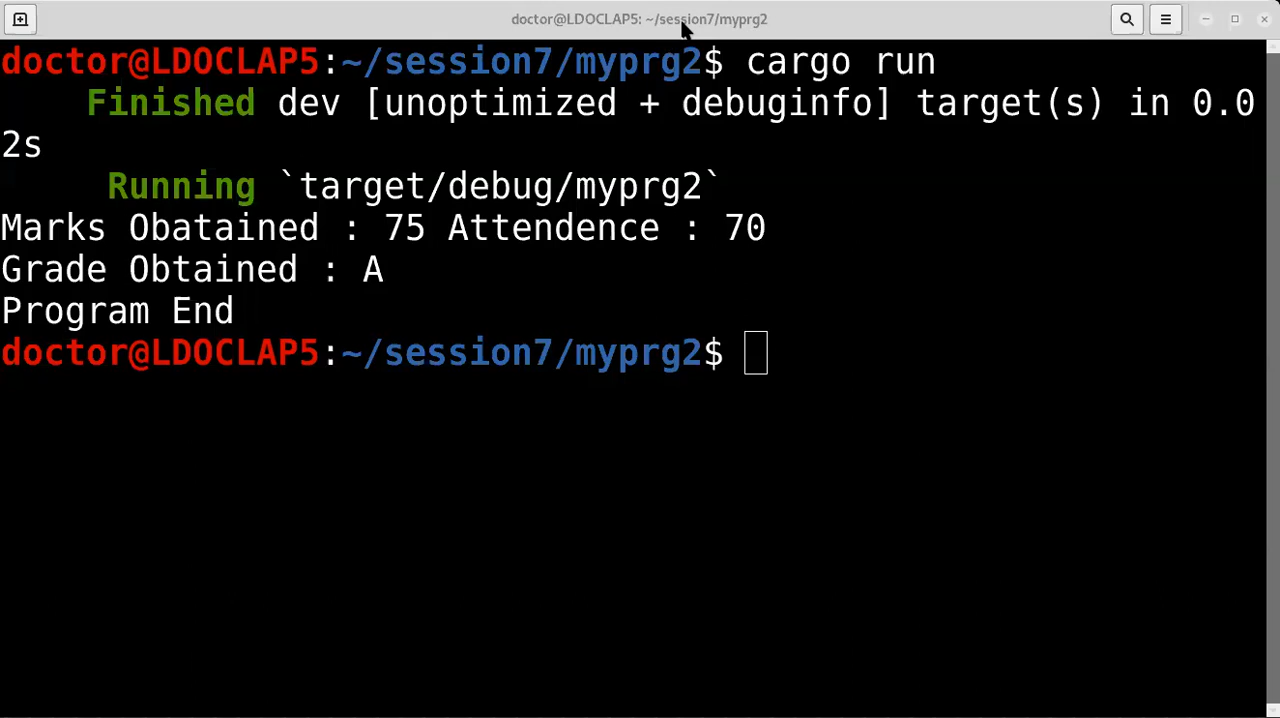 doctor@LDOCLAP5: ~/session7/myprg2
doctor@LDOCLAP5:~/session7/myprg2$ cargo run
Finished dev [unoptimized + debuginfo] target(s) in 0.0
2s
Running `target/debug/myprg2`
Marks Obatained : 75 Attendence : 70
Grade Obtained : A
Program End
doctor@LDOCLAP5:~/session7/myprg2$